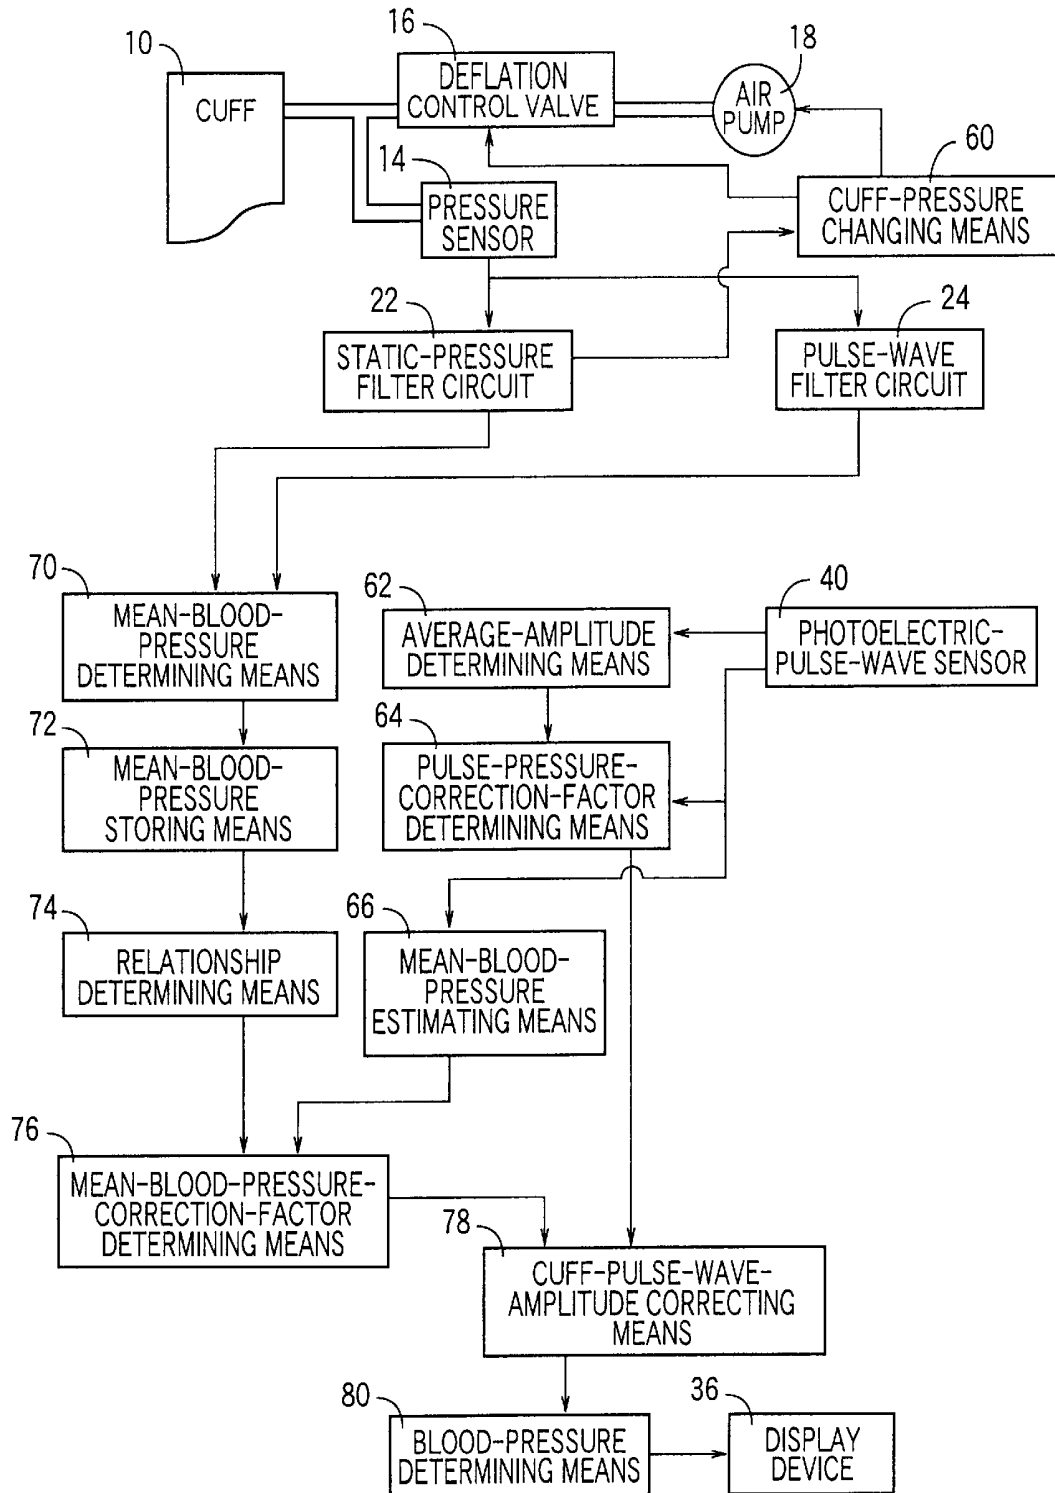 10
CUFF
16
DEFLATION
CONTROL VALVE
18
AIR
PUMP
14
PRESSURE
SENSOR
60
CUFF-PRESSURE
CHANGING MEANS
22
STATIC-PRESSURE
FILTER CIRCUIT
24
PULSE-WAVE
FILTER CIRCUIT
70
MEAN-BLOOD-
PRESSURE
DETERMINING MEANS
62
AVERAGE-AMPLITUDE
DETERMINING MEANS
40
PHOTOELECTRIC-
PULSE-WAVE SENSOR
72
MEAN-BLOOD-
PRESSURE
STORING MEANS
64
PULSE-PRESSURE-
CORRECTION-FACTOR
DETERMINING MEANS
74
RELATIONSHIP
DETERMINING MEANS
66
MEAN-BLOOD-
PRESSURE
ESTIMATING MEANS
76
MEAN-BLOOD-PRESSURE-
CORRECTION-FACTOR
DETERMINING MEANS
78
CUFF-PULSE-WAVE-
AMPLITUDE CORRECTING
MEANS
80
BLOOD-PRESSURE
DETERMINING MEANS
36
DISPLAY
DEVICE